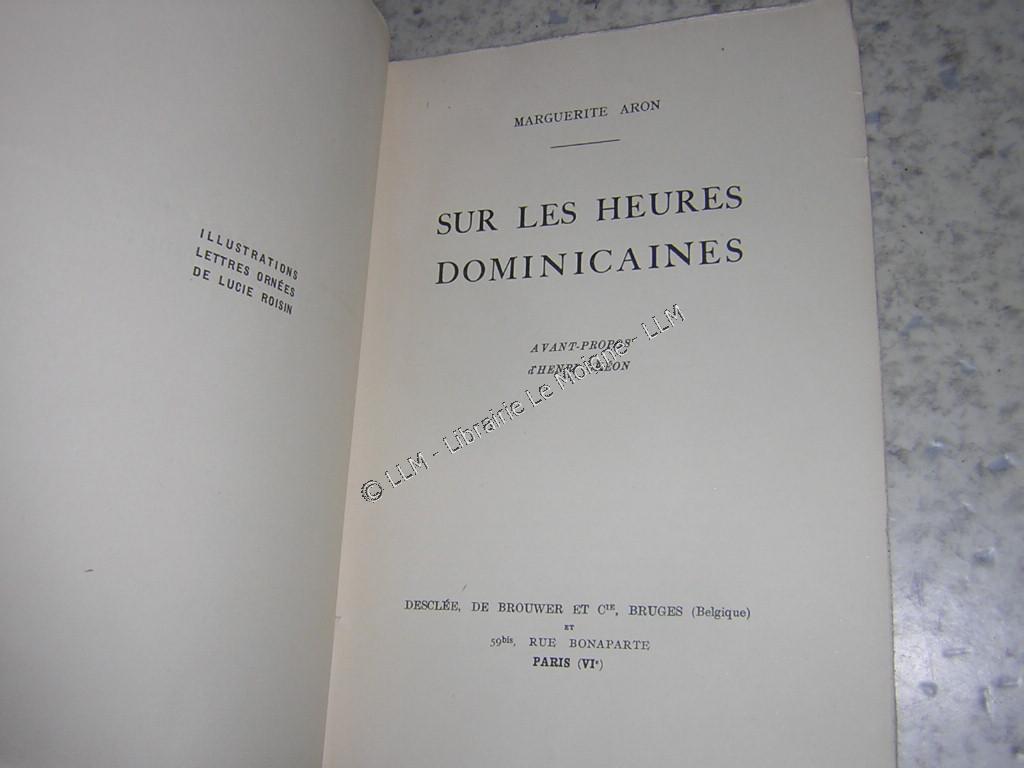 ILLUSTRATIONS
LETTRES ORNÉES
DE LUCIE ROISIN
MARGUERITE ARON
SUR LES HEURES
DOMINICAINES
AVANT-PROPOS
d'HENRI
© LLM - Librairie Le Moigne - LLM
DESCLÉE, DE BROUWER ET CIE, BRUGES (Belgique)
ET
59bis, RUE BONAPARTE
PARIS (VIe)